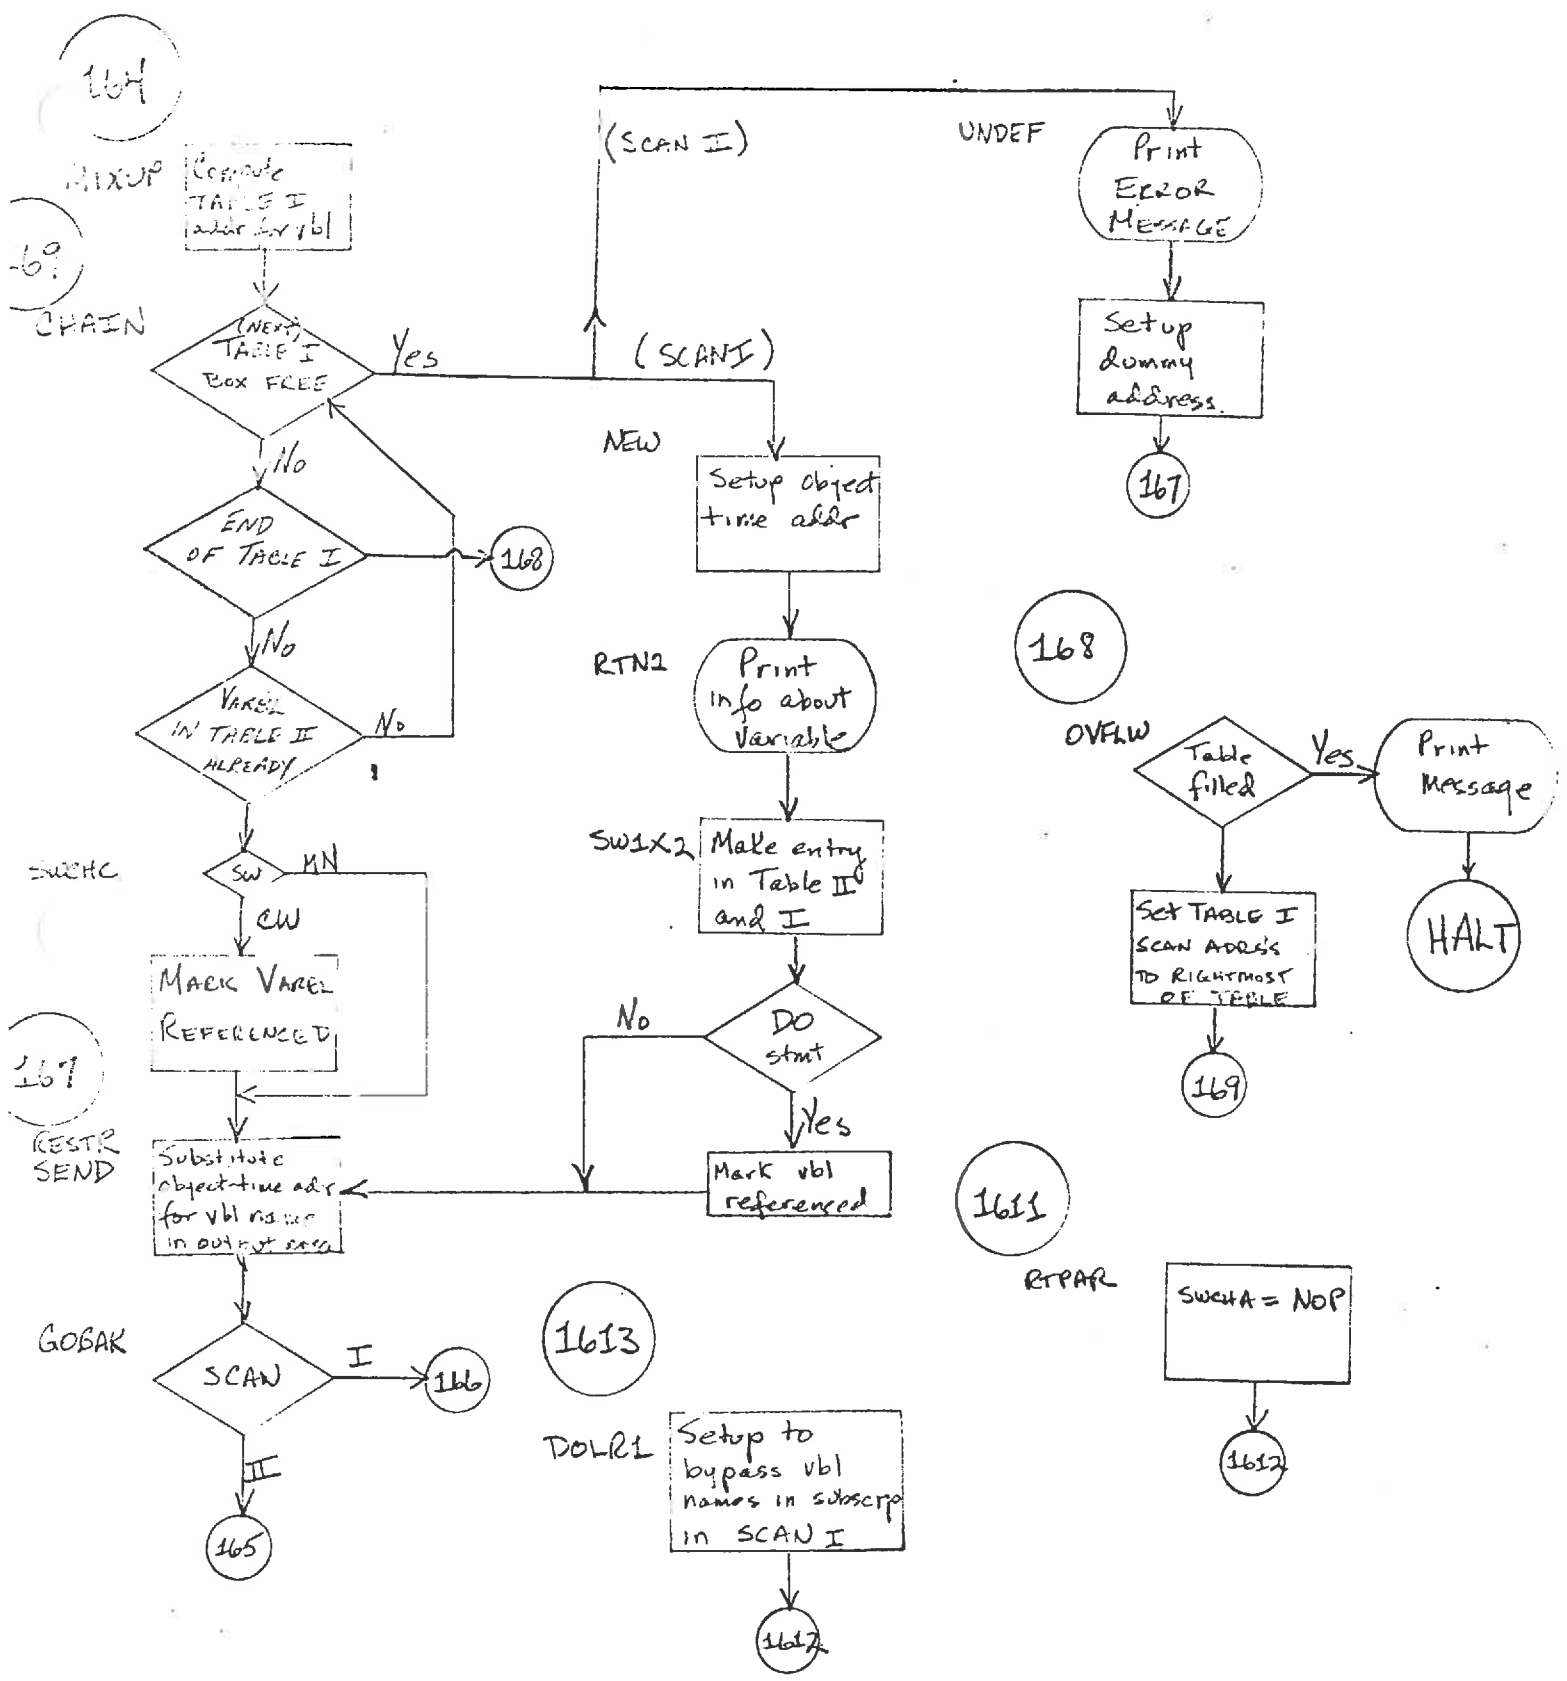 164
MIXUP
Compute
TABLE I
addr for vbl
169
CHAIN
(NEXT)
TABLE I
BOX FREE
Yes
(SCAN II)
(SCAN I)
UNDEF
Print
ERROR
MESSAGE
Setup
dummy
address.
167
No
END
OF TABLE I
168
No
VARBL
IN TABLE II
ALREADY
No
SWCHC
SW
MN
CW
MARK VARBL
REFERENCED
167
RESTR
SEND
Substitute
object-time adr
for vbl name
in output area
GOBAK
SCAN
I
166
II
165
NEW
Setup object
time addr
RTN2
Print
info about
Variable
SW1X2
Make entry
in Table II
and I
DO
stmt
No
Yes
Mark vbl
referenced
168
OVFLW
Table
filled
Yes
Print
Message
HALT
Set TABLE I
SCAN ADRS's
TO RIGHTMOST
OF TABLE
169
1611
RTPAR
SWCHA = NOP
1612
1613
DOLR1
Setup to
bypass vbl
names in subscrp
in SCAN I
1612